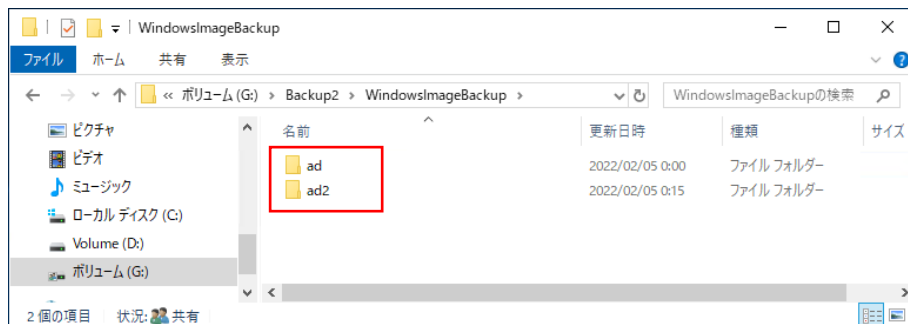 WindowsImageBackup
ファイル ホーム 共有 表示
« ボリューム (G:) › Backup2 › WindowsImageBackup › WindowsImageBackupの検索
名前 更新日時 種類 サイズ
ピクチャ
ビデオ
ミュージック
ローカル ディスク (C:)
Volume (D:)
ボリューム (G:)
ad 2022/02/05 0:00 ファイル フォルダー
ad2 2022/02/05 0:15 ファイル フォルダー
2 個の項目 状況: 共有